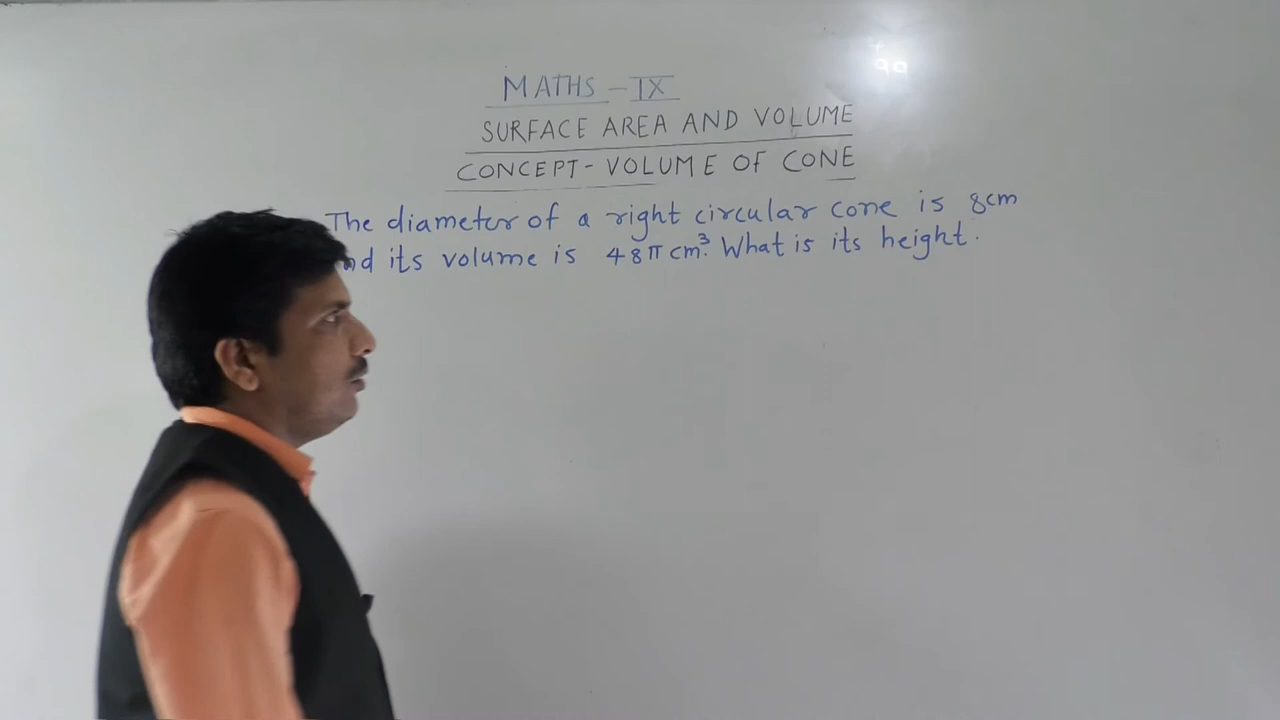 MATHS - IX
SURFACE AREA AND VOLUME
CONCEPT- VOLUME OF CONE
The diameter of a right circular cone is 8cm
nd its volume is 48π cm³. What is its height.